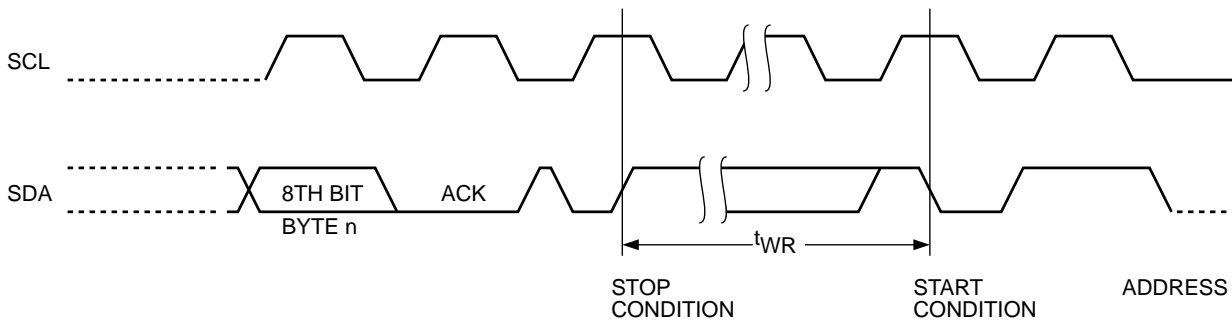 SCL
SDA
8TH BIT
ACK
BYTE n
tWR
STOP
CONDITION
START
CONDITION
ADDRESS